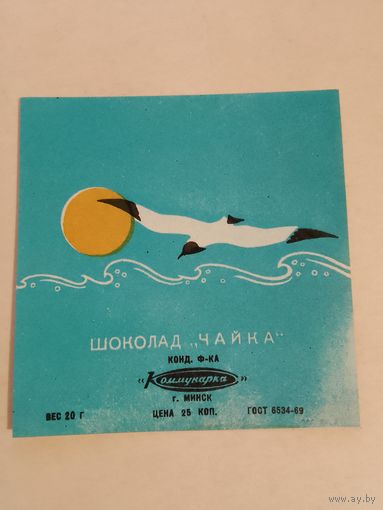 ШОКОЛАД „ЧАЙКА"
КОНД. Ф-КА
«Коммунарка»
г. МИНСК
ВЕС 20 Г ЦЕНА 25 КОП. ГОСТ 6534-69
www.ay.by